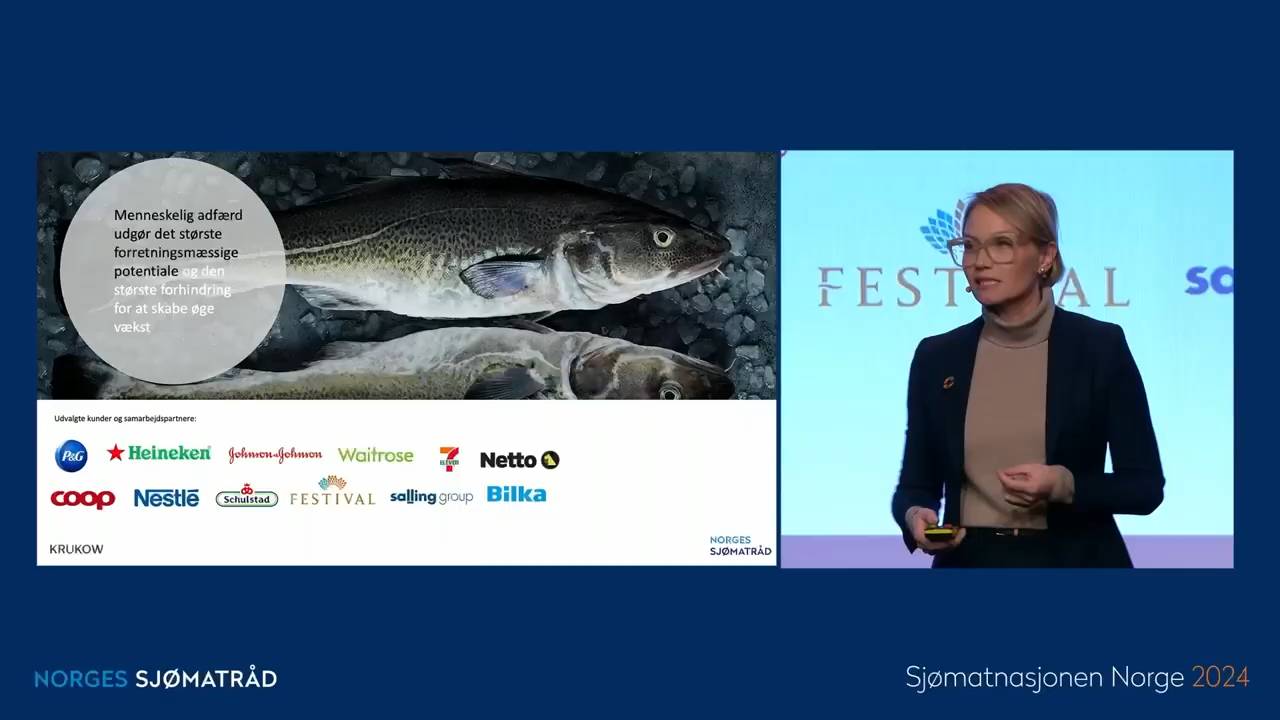 Menneskelig adfærd
udgør det største
forretningsmæssige
potentiale og den
største forhindring
for at skabe øge
vækst
Udvalgte kunder og samarbejdspartnere:
P&G
Heineken
Johnson & Johnson
Waitrose
7 ELEVEN
Netto
coop
Nestlé
Schulstad
FESTIVAL
salling group
Bilka
KRUKOW
NORGES
SJØMATRÅD
FEST VAL
NORGES SJØMATRÅD
Sjømatnasjonen Norge 2024